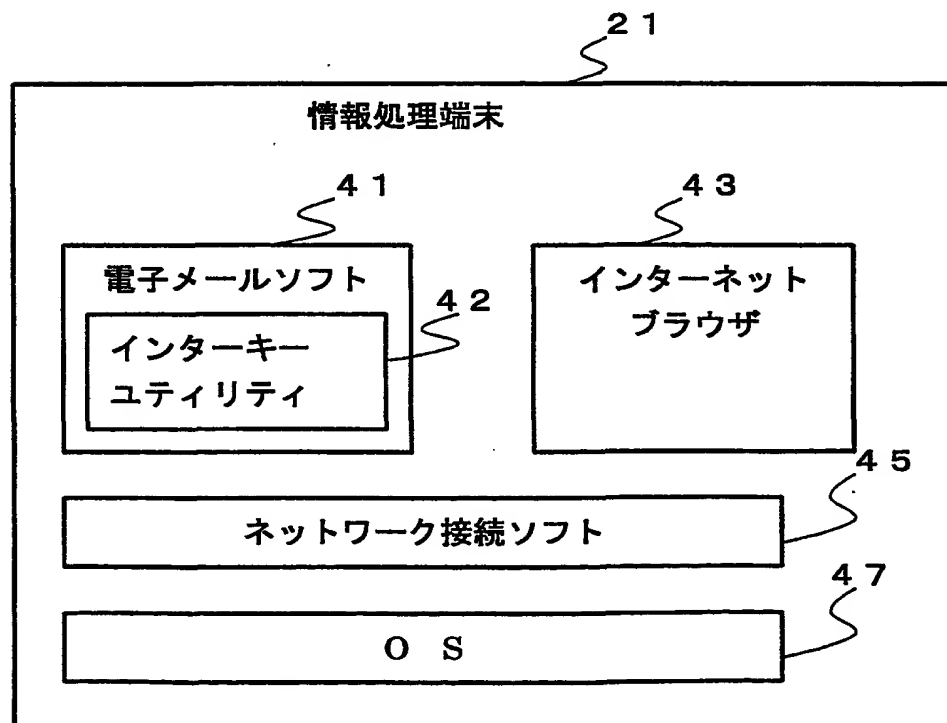 ２１
情報処理端末
４１
４３
電子メールソフト
４２
インターキー
ユティリティ
インターネット
ブラウザ
４５
ネットワーク接続ソフト
４７
ＯＳ